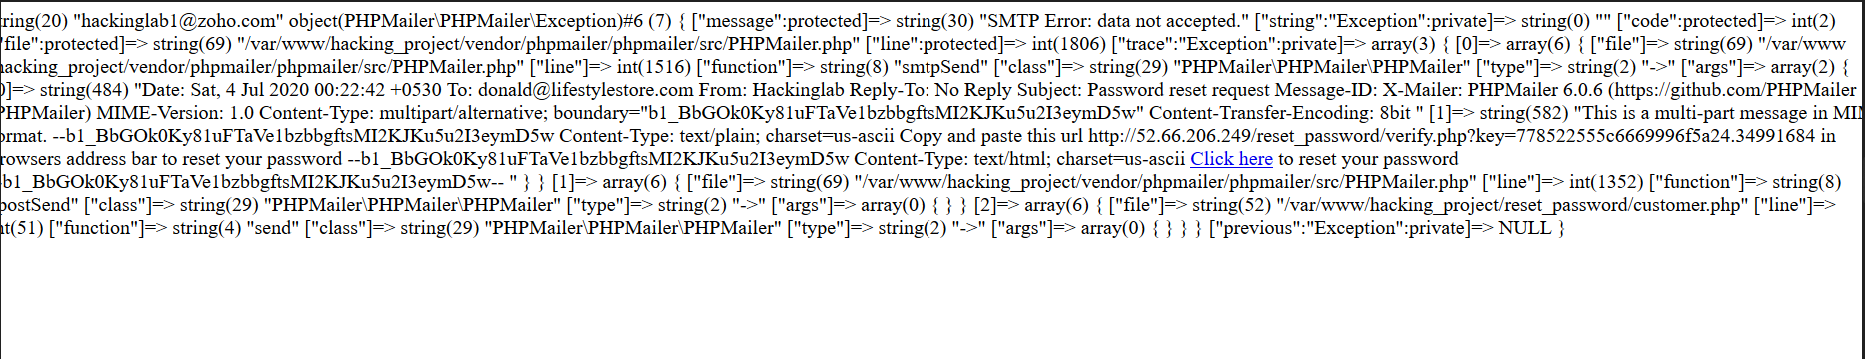 ring(20) "hackinglab1@zoho.com" object(PHPMailer\PHPMailer\Exception)#6 (7) { ["message":protected]=> string(30) "SMTP Error: data not accepted." ["string":"Exception":private]=> string(0) "" ["code":protected]=> int(2)
"file":protected]=> string(69) "/var/www/hacking_project/vendor/phpmailer/phpmailer/src/PHPMailer.php" ["line":protected]=> int(1806) ["trace":"Exception":private]=> array(3) { [0]=> array(6) { ["file"]=> string(69) "/var/www
hacking_project/vendor/phpmailer/phpmailer/src/PHPMailer.php" ["line"]=> int(1516) ["function"]=> string(8) "smtpSend" ["class"]=> string(29) "PHPMailer\PHPMailer\PHPMailer" ["type"]=> string(2) "->" ["args"]=> array(2) {
0]=> string(484) "Date: Sat, 4 Jul 2020 00:22:42 +0530 To: donald@lifestylestore.com From: Hackinglab Reply-To: No Reply Subject: Password reset request Message-ID: X-Mailer: PHPMailer 6.0.6 (https://github.com/PHPMailer
PHPMailer) MIME-Version: 1.0 Content-Type: multipart/alternative; boundary="b1_BbGOk0Ky81uFTaVe1bzbbgftsMI2KJKu5u2I3eymD5w" Content-Transfer-Encoding: 8bit " [1]=> string(582) "This is a multi-part message in MIM
ormat. --b1_BbGOk0Ky81uFTaVe1bzbbgftsMI2KJKu5u2I3eymD5w Content-Type: text/plain; charset=us-ascii Copy and paste this url http://52.66.206.249/reset_password/verify.php?key=778522555c6669996f5a24.34991684 in
rowsers address bar to reset your password --b1_BbGOk0Ky81uFTaVe1bzbbgftsMI2KJKu5u2I3eymD5w Content-Type: text/html; charset=us-ascii Click here to reset your password
-b1_BbGOk0Ky81uFTaVe1bzbbgftsMI2KJKu5u2I3eymD5w-- " } } [1]=> array(6) { ["file"]=> string(69) "/var/www/hacking_project/vendor/phpmailer/phpmailer/src/PHPMailer.php" ["line"]=> int(1352) ["function"]=> string(8)
postSend" ["class"]=> string(29) "PHPMailer\PHPMailer\PHPMailer" ["type"]=> string(2) "->" ["args"]=> array(0) { } } [2]=> array(6) { ["file"]=> string(52) "/var/www/hacking_project/reset_password/customer.php" ["line"]=>
nt(51) ["function"]=> string(4) "send" ["class"]=> string(29) "PHPMailer\PHPMailer\PHPMailer" ["type"]=> string(2) "->" ["args"]=> array(0) { } } } ["previous":"Exception":private]=> NULL }